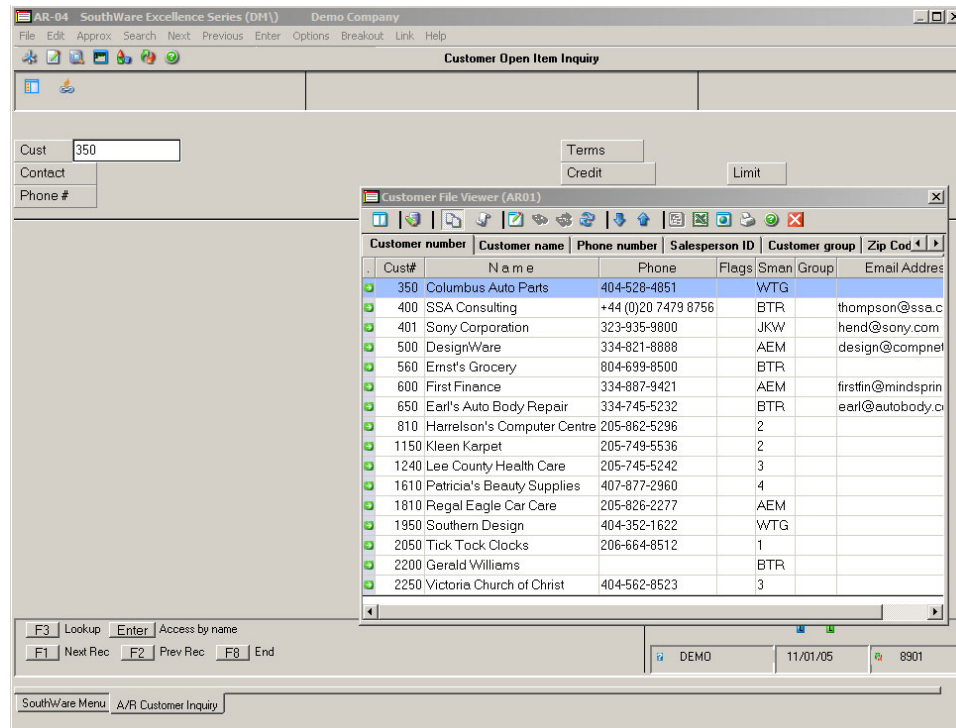 AR-04 SouthWare Excellence Series (DM\) Demo Company
File Edit Approx Search Next Previous Enter Options Breakout Link Help
Customer Open Item Inquiry
Cust 350 Terms
Contact Credit Limit
Phone #
Customer File Viewer (AR01)
Customer number Customer name Phone number Salesperson ID Customer group Zip Cod
. Cust# Name Phone Flags Sman Group Email Addres
350 Columbus Auto Parts 404-528-4851 WTG
400 SSA Consulting +44 (0)20 7479 8756 BTR thompson@ssa.c
401 Sony Corporation 323-935-9800 JKW hend@sony.com
500 DesignWare 334-821-8888 AEM design@compnet
560 Ernst's Grocery 804-699-8500 BTR
600 First Finance 334-887-9421 AEM firstfin@mindsprin
650 Earl's Auto Body Repair 334-745-5232 BTR earl@autobody.c
810 Harrelson's Computer Centre 205-862-5296 2
1150 Kleen Karpet 205-749-5536 2
1240 Lee County Health Care 205-745-5242 3
1610 Patricia's Beauty Supplies 407-877-2960 4
1810 Regal Eagle Car Care 205-826-2277 AEM
1950 Southern Design 404-352-1622 WTG
2050 Tick Tock Clocks 206-664-8512 1
2200 Gerald Williams BTR
2250 Victoria Church of Christ 404-562-8523 3
F3 Lookup Enter Access by name
F1 Next Rec F2 Prev Rec F8 End
DEMO 11/01/05 8901
SouthWare Menu A/R Customer Inquiry